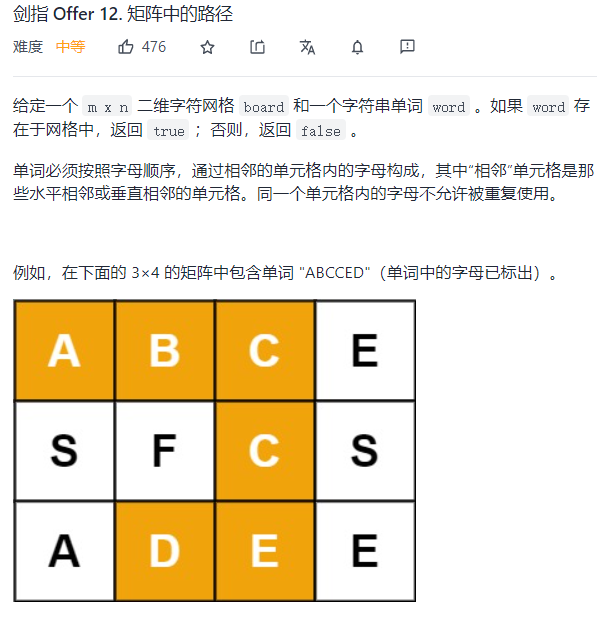 剑指 Offer 12. 矩阵中的路径
难度 中等 476
给定一个 m x n 二维字符网格 board 和一个字符串单词 word 。如果 word 存
在于网格中，返回 true ；否则，返回 false 。
单词必须按照字母顺序，通过相邻的单元格内的字母构成，其中“相邻”单元格是那
些水平相邻或垂直相邻的单元格。同一个单元格内的字母不允许被重复使用。
例如，在下面的 3×4 的矩阵中包含单词 "ABCCED"（单词中的字母已标出）。
A B C E
S F C S
A D E E